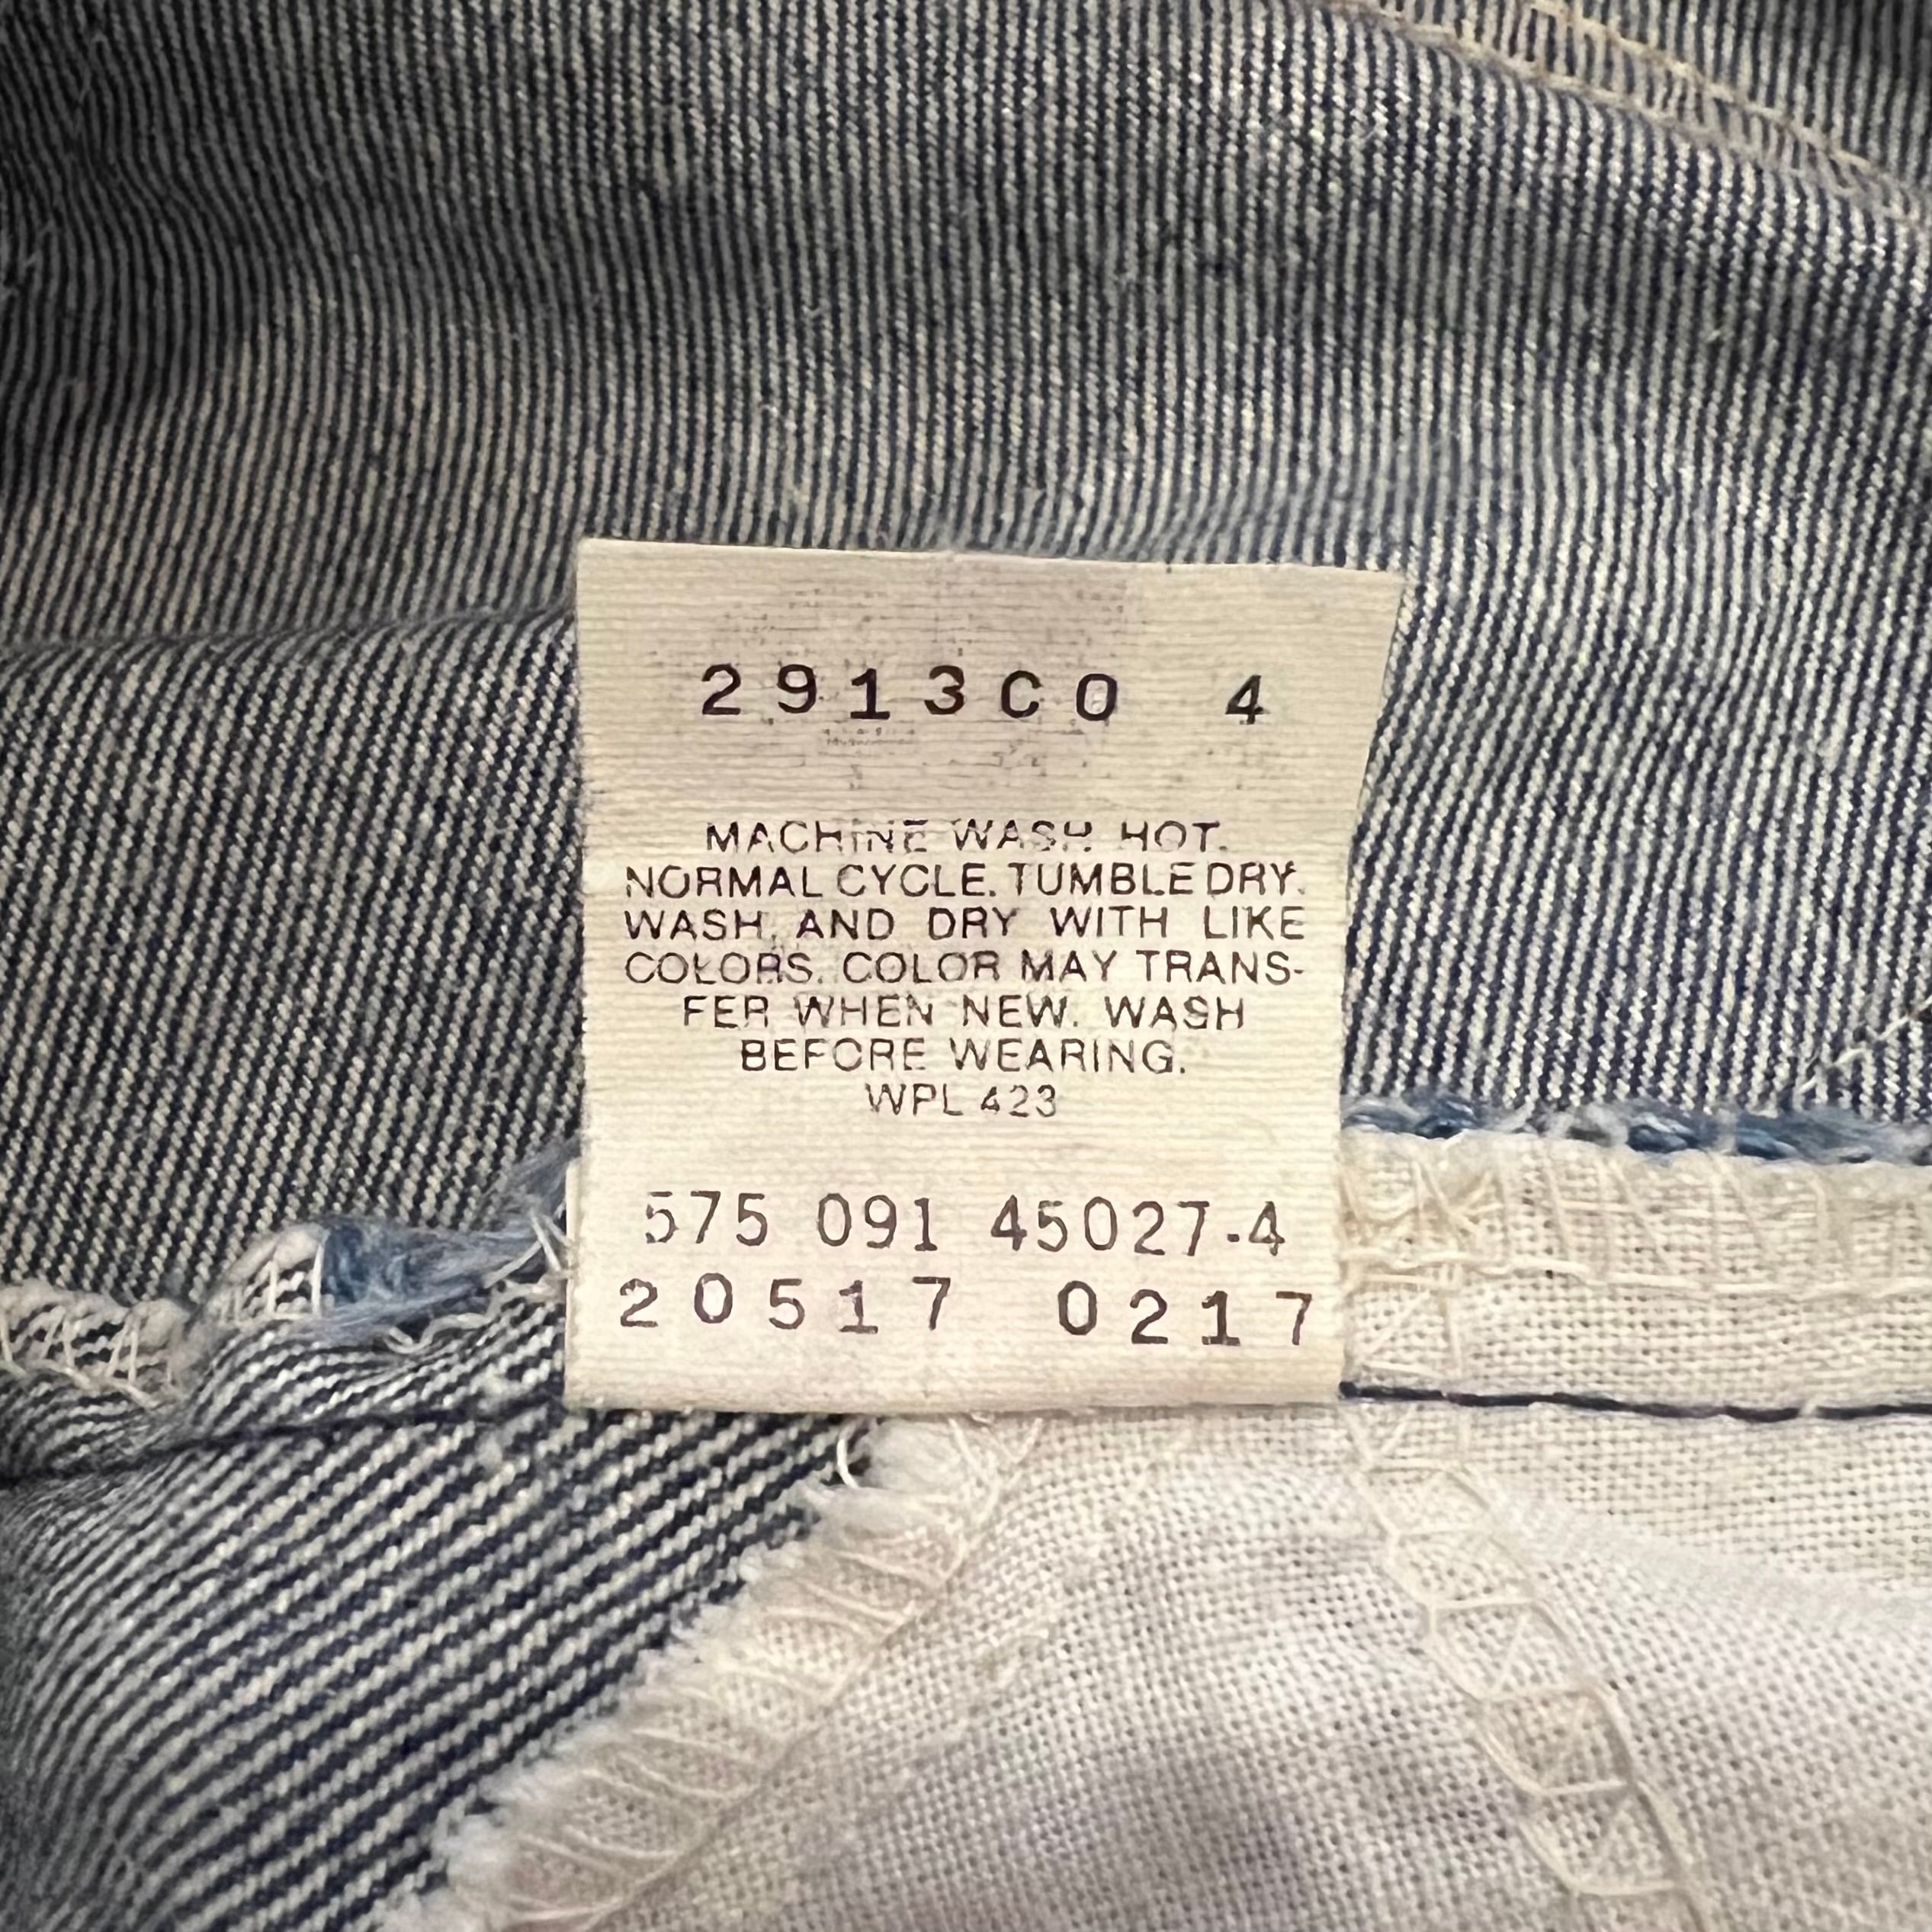 2913C0 4
MACHINE WASH HOT.
NORMAL CYCLE. TUMBLE DRY.
WASH AND DRY WITH LIKE
COLORS. COLOR MAY TRANS-
FER WHEN NEW. WASH
BEFORE WEARING.
WPL 423
575 091 45027-4
20517 0217